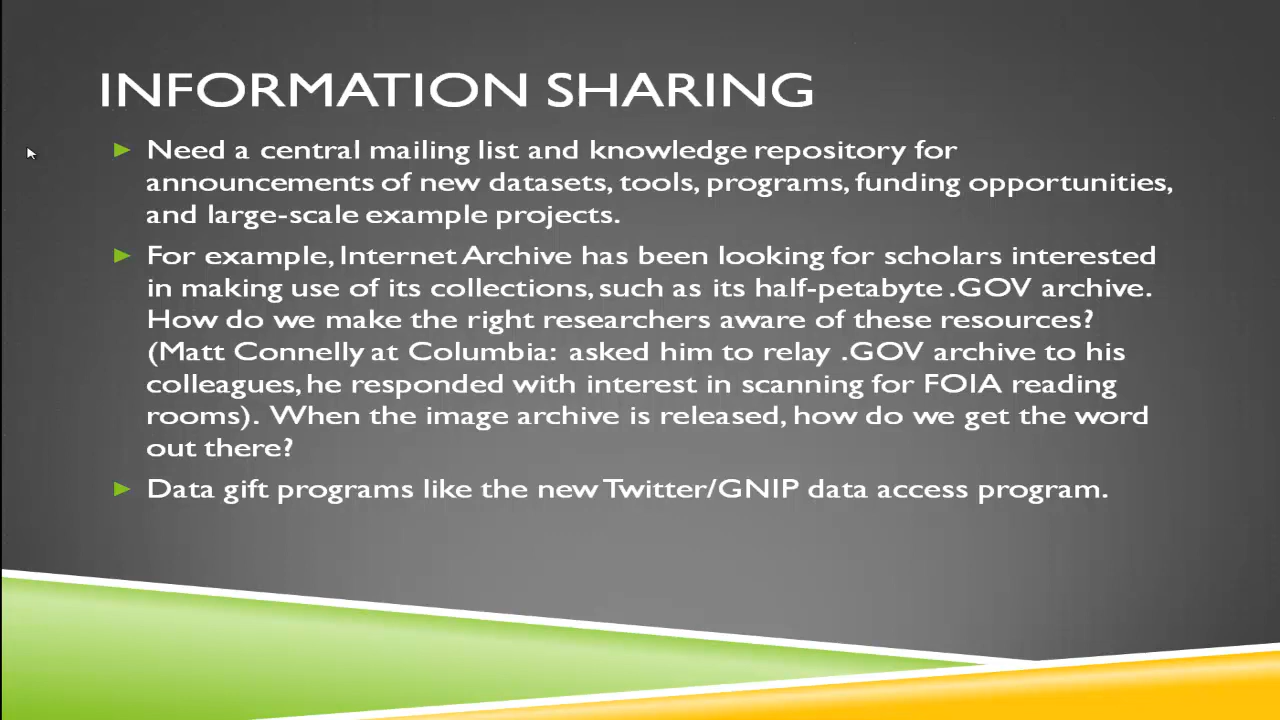 INFORMATION SHARING
Need a central mailing list and knowledge repository for
announcements of new datasets, tools, programs, funding opportunities,
and large-scale example projects.
For example, Internet Archive has been looking for scholars interested
in making use of its collections, such as its half-petabyte .GOV archive.
How do we make the right researchers aware of these resources?
(Matt Connelly at Columbia: asked him to relay .GOV archive to his
colleagues, he responded with interest in scanning for FOIA reading
rooms). When the image archive is released, how do we get the word
out there?
Data gift programs like the new Twitter/GNIP data access program.